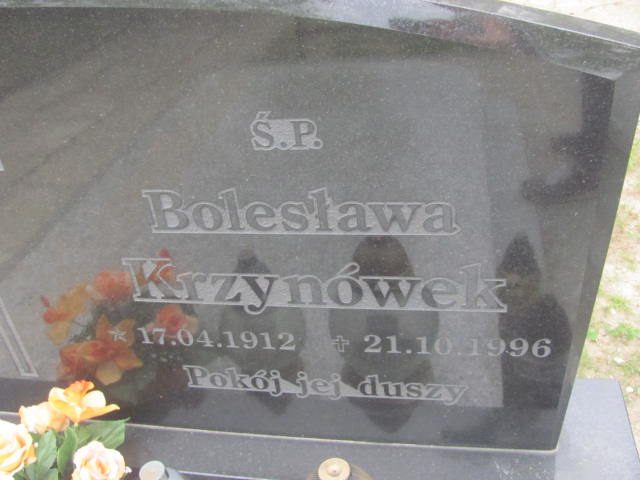 Ś.P.
Bolesława
Krzynówek
* 17.04.1912 + 21.10.1996
Pokój jej duszy